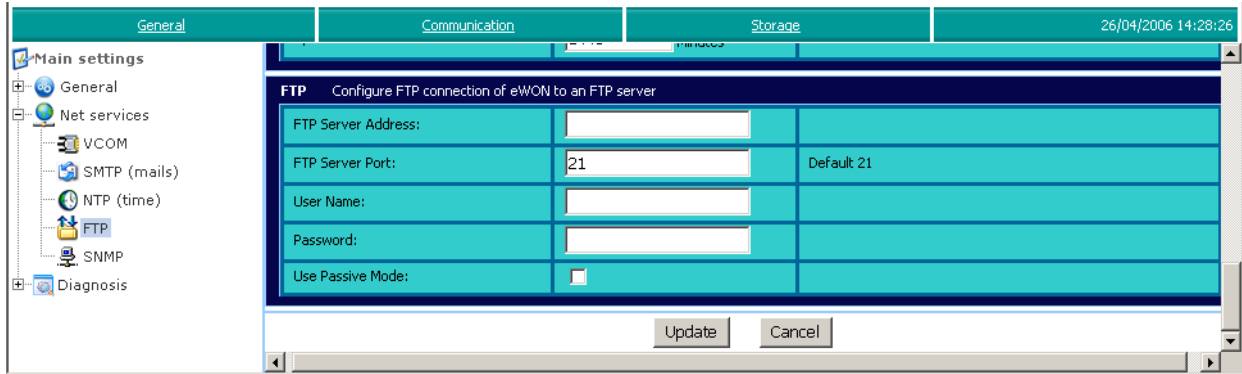 General Communication Storage 26/04/2006 14:28:26
Main settings
General
Net services
VCOM
SMTP (mails)
NTP (time)
FTP
SNMP
Diagnosis
Minutes
FTP Configure FTP connection of eWON to an FTP server
FTP Server Address:
FTP Server Port: 21 Default 21
User Name:
Password:
Use Passive Mode:
Update Cancel